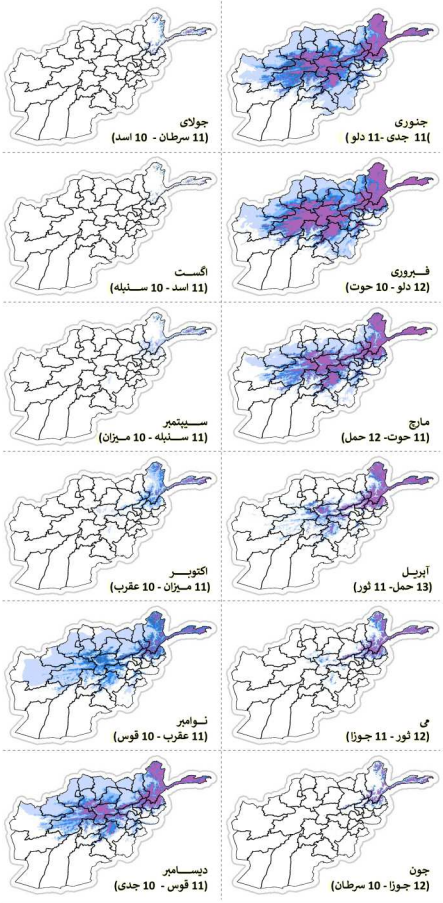 جنوری
(11 جدی -11 دلو)
جولای
(11 سرطان - 10 اسد)
فبروری
(12 دلو - 10 حوت)
اگست
(11 اسد - 10 سنبله)
مارچ
(11 حوت- 12 حمل)
سیپتمبر
(11 سنبله - 10 میزان)
آپریل
(13 حمل- 11 ثور)
اکتوبر
(11 میزان - 10 عقرب)
می
(12 ثور - 11 جوزا)
نوامبر
(11 عقرب - 10 قوس)
جون
(12 جوزا - 10 سرطان)
دیسامبر
(11 قوس - 10 جدی)